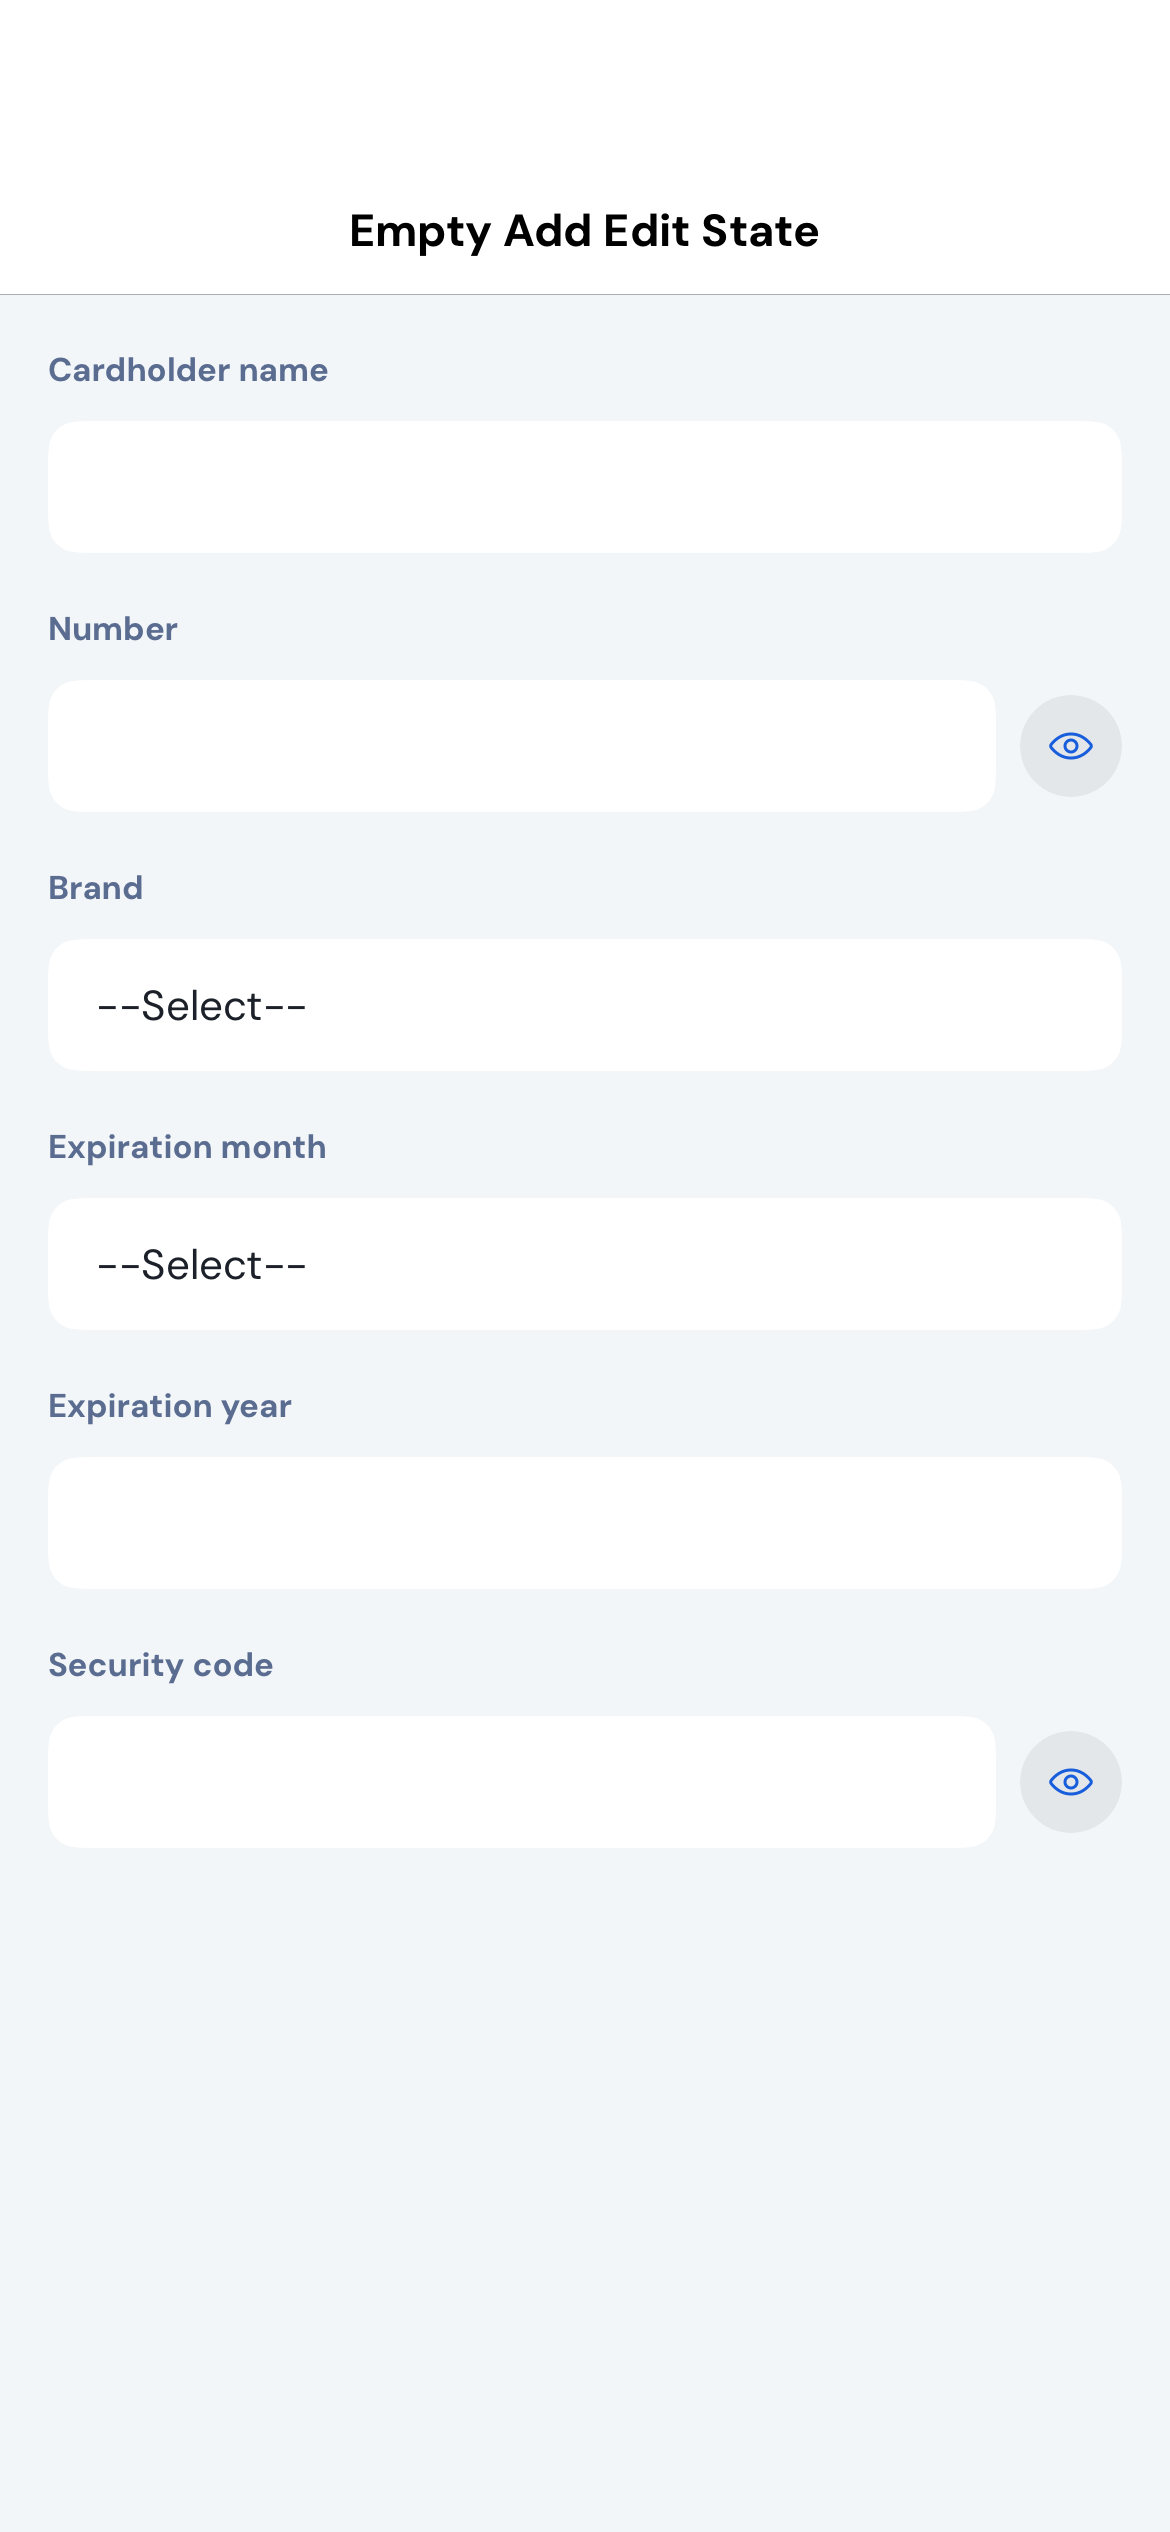 Empty Add Edit State
Cardholder name
Number
Brand
--Select--
Expiration month
--Select--
Expiration year
Security code